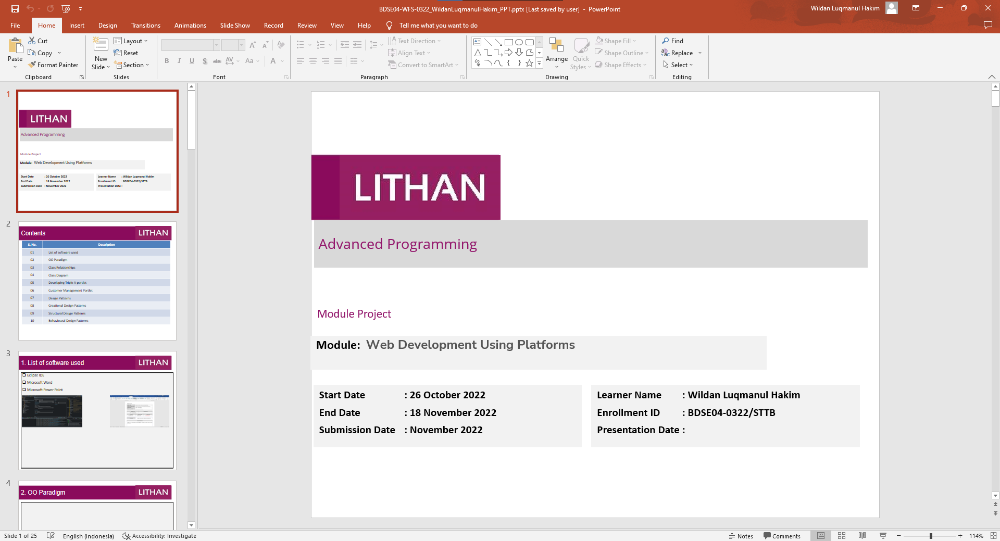 BDSE04-WFS-0322_WildanLuqmanulHakim_PPT.pptx [Last saved by user] - PowerPoint
Wildan Luqmanul Hakim
File Home Insert Design Transitions Animations Slide Show Record Review View Help Tell me what you want to do
Paste
Cut
Copy
Format Painter
Clipboard
New Slide
Layout
Reset
Section
Slides
B I U S abc AV Aa A
Font
Text Direction
Align Text
Convert to SmartArt
Paragraph
Arrange
Quick Styles
Shape Fill
Shape Outline
Shape Effects
Drawing
Find
Replace
Select
Editing
1
LITHAN
Advanced Programming
Module Project
Module: Web Development Using Platforms
Start Date : 26 October 2022
End Date : 18 November 2022
Submission Date : November 2022
Learner Name : Wildan Luqmanul Hakim
Enrollment ID : BDSE04-0322/STTB
Presentation Date :
2
Contents LITHAN
S. No. Description
01 List of software used
02 OO Paradigm
03 Class Relationships
04 Class Diagram
05 Developing Triple A portlet
06 Customer Management Portlet
07 Design Patterns
08 Creational Design Patterns
09 Structural Design Patterns
10 Behavioural Design Patterns
3
1. List of software used LITHAN
Eclipse IDE
Microsoft Word
Microsoft Power Point
4
2. OO Paradigm LITHAN
LITHAN
Advanced Programming
Module Project
Module: Web Development Using Platforms
Start Date : 26 October 2022
End Date : 18 November 2022
Submission Date : November 2022
Learner Name : Wildan Luqmanul Hakim
Enrollment ID : BDSE04-0322/STTB
Presentation Date :
Slide 1 of 25 English (Indonesia) Accessibility: Investigate Notes Comments 114%